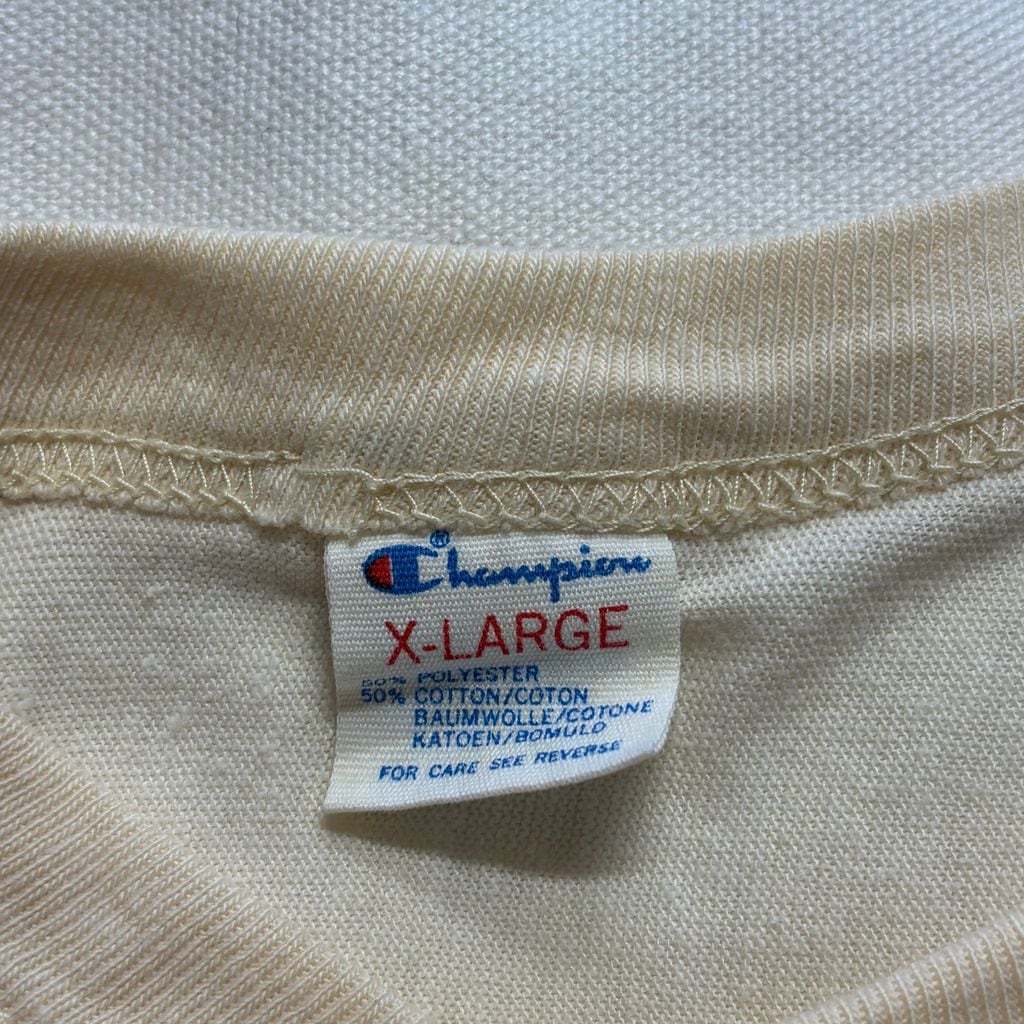 Champion®
X-LARGE
50% POLYESTER
50% COTTON/COTON
BAUMWOLLE/COTONE
KATOEN/BOMULD
FOR CARE SEE REVERSE